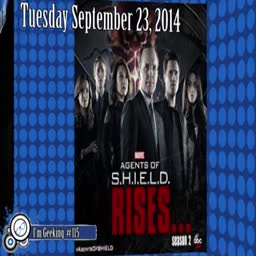 Tuesday September 23, 2014
MARVEL
AGENTS OF
S.H.I.E.L.D.
RISES...
SEASON 2 abc
#AGENTSOFSHIELD
I'm Geeking #115